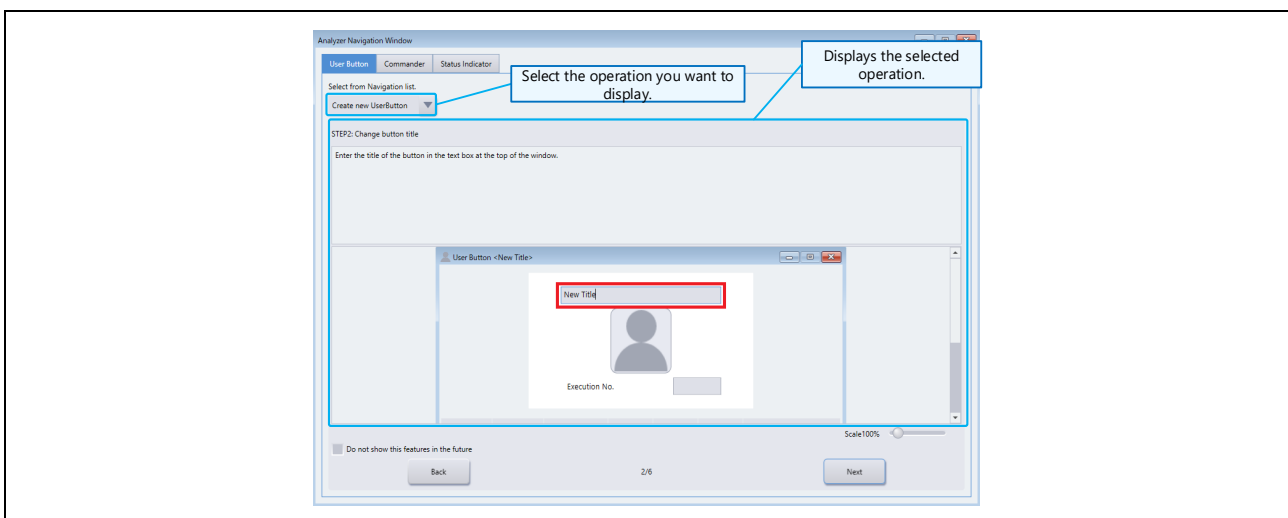 Analyzer Navigation Window
User Button
Commander
Status Indicator
Select the operation you want to
display.
Displays the selected
operation.
Select from Navigation list.
Create new UserButton
STEP2: Change button title
Enter the title of the button in the text box at the top of the window.
User Button <New Title>
New Title
Execution No.
Scale100%
Do not show this features in the future
Back
2/6
Next